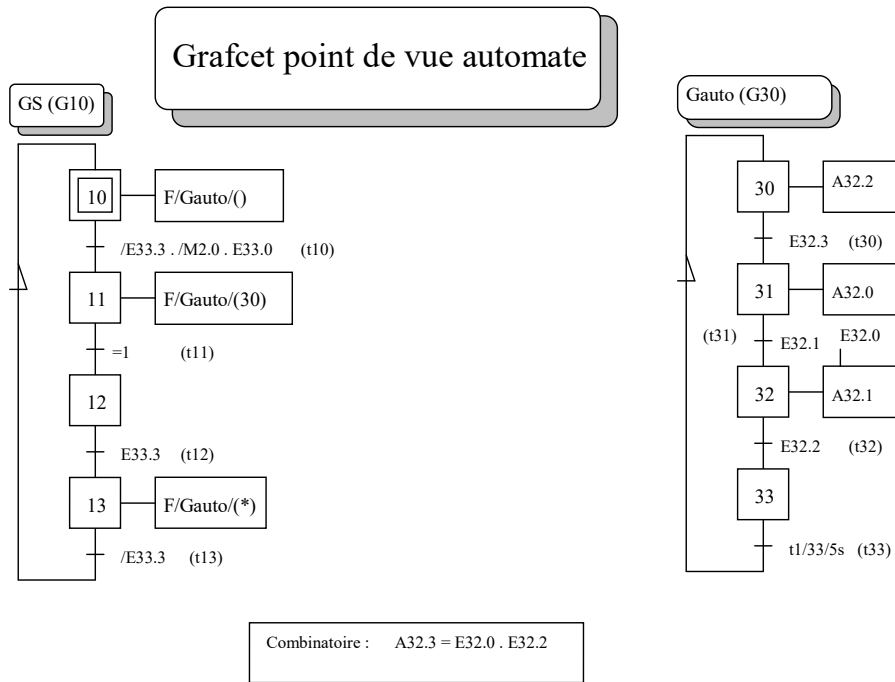 Grafcet point de vue automate
GS (G10)
10
F/Gauto/()
/E33.3 . /M2.0 . E33.0 (t10)
11
F/Gauto/(30)
=1 (t11)
12
E33.3 (t12)
13
F/Gauto/(*)
/E33.3 (t13)
Gauto (G30)
30
A32.2
E32.3 (t30)
31
A32.0
(t31) E32.1
E32.0
32
A32.1
E32.2 (t32)
33
t1/33/5s (t33)
Combinatoire : A32.3 = E32.0 . E32.2